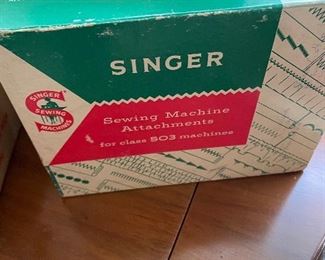 SINGER
SINGER
SEWING
MACHINES
Sewing Machine
Attachments
for class 503 machines